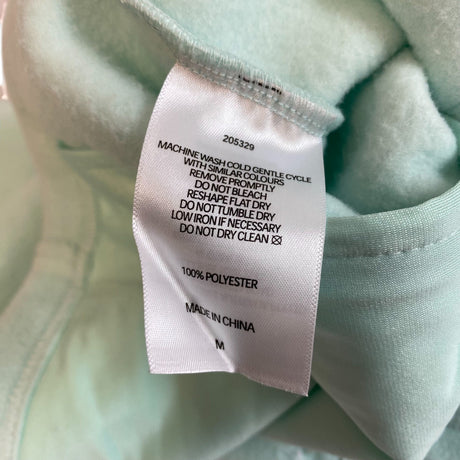 205329
MACHINE WASH COLD GENTLE CYCLE
WITH SIMILAR COLOURS
REMOVE PROMPTLY
DO NOT BLEACH
RESHAPE FLAT DRY
DO NOT TUMBLE DRY
LOW IRON IF NECESSARY
DO NOT DRY CLEAN
100% POLYESTER
MADE IN CHINA
M